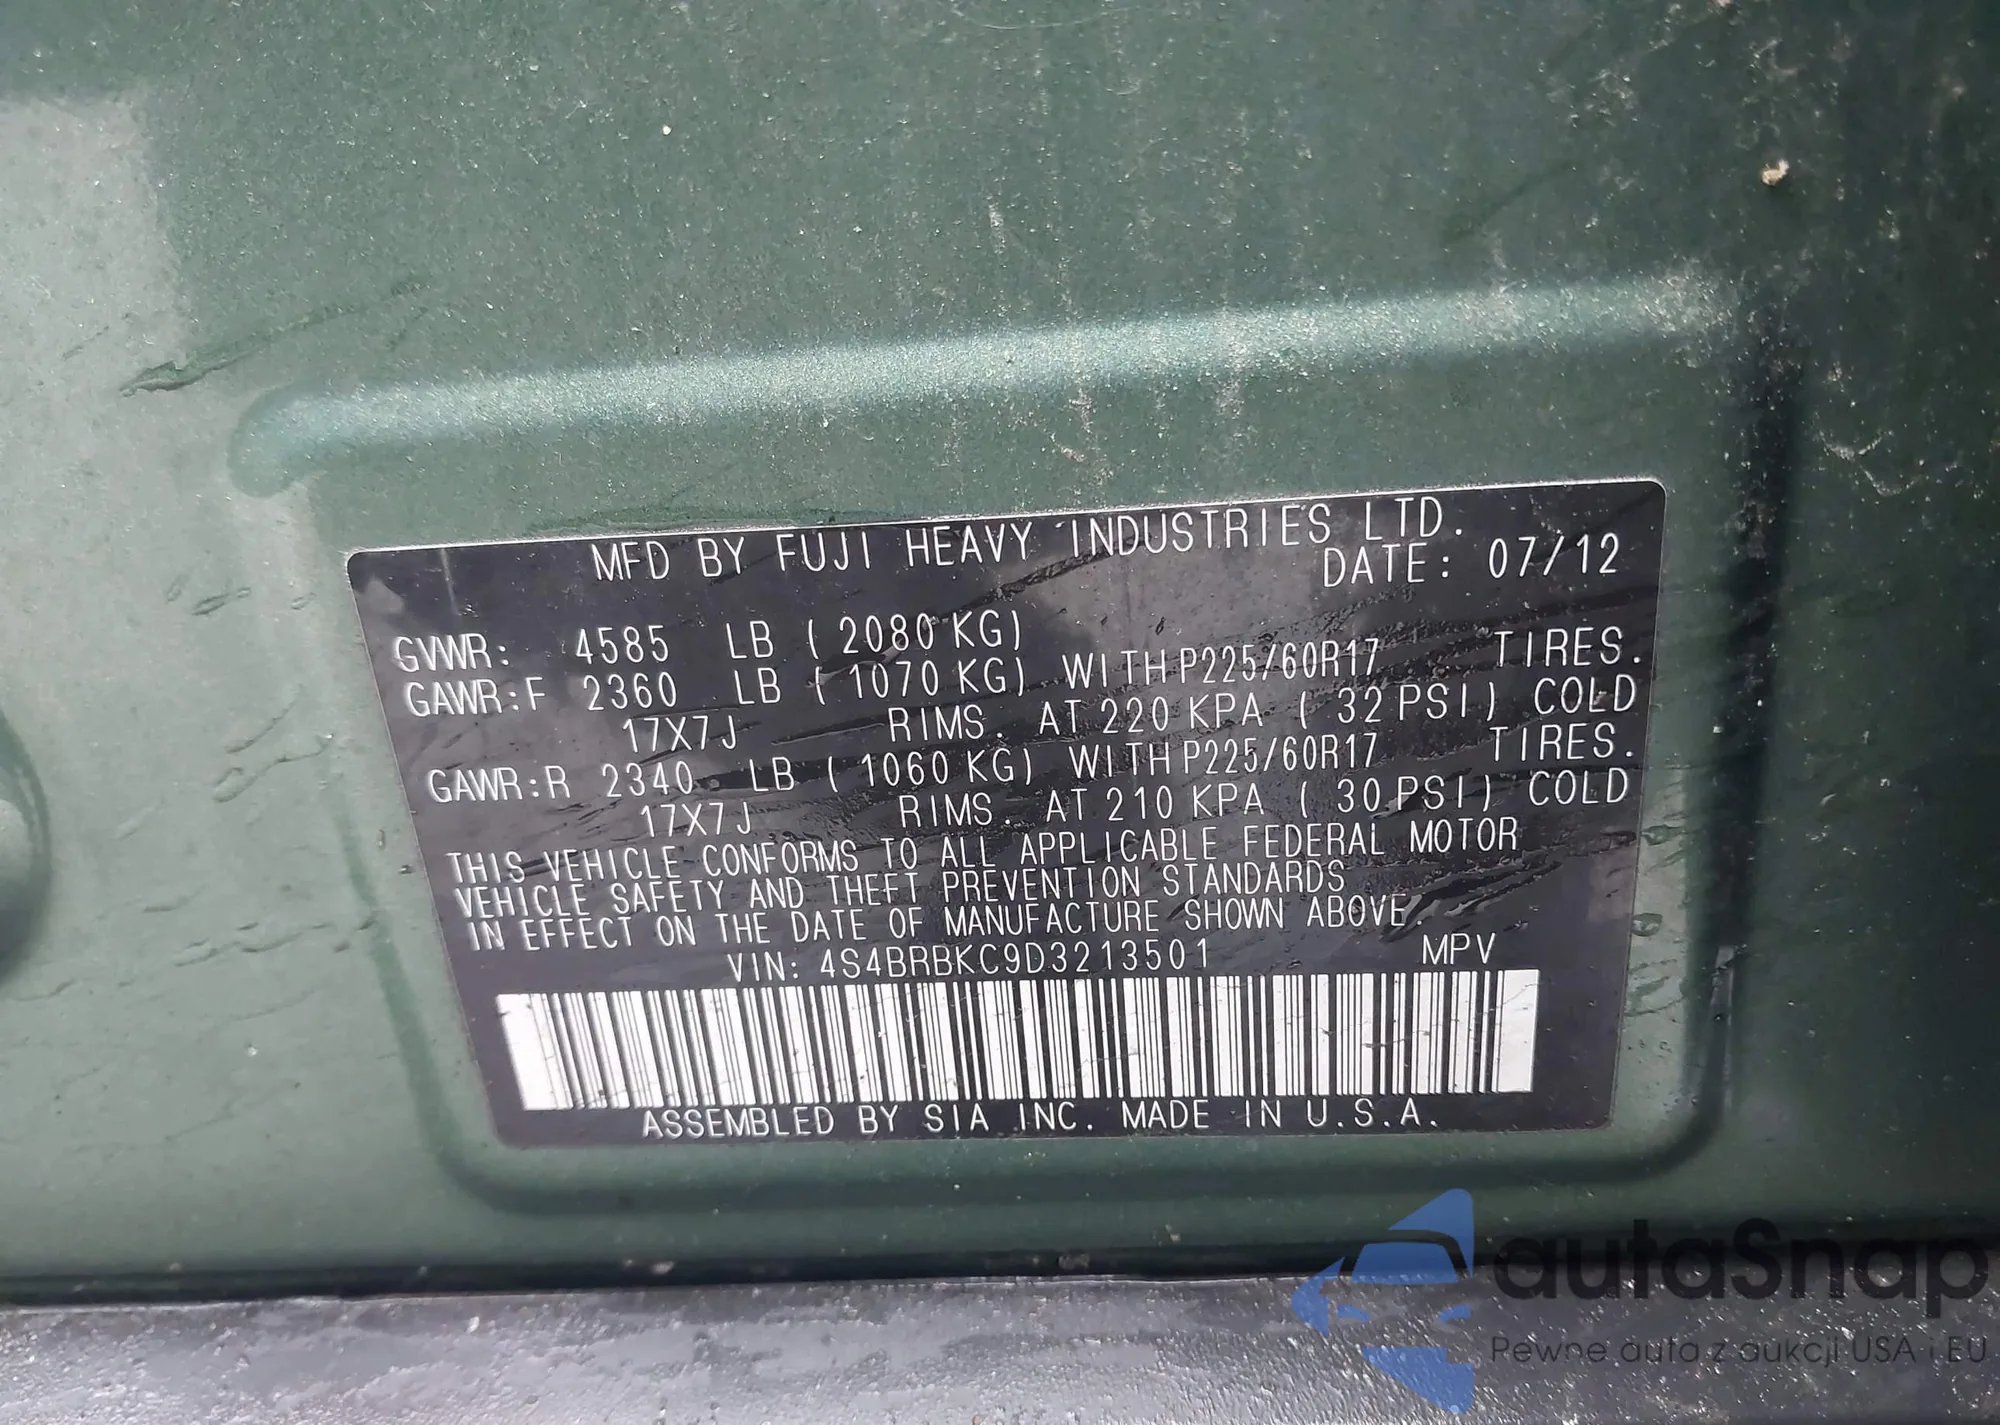 MFD BY FUJI HEAVY INDUSTRIES LTD.
DATE: 07/12
GVWR: 4585 LB (2080 KG)
GAWR:F 2360 LB (1070 KG) WITH P225/60R17 TIRES.
17X7J RIMS. AT 220 KPA (32 PSI) COLD
GAWR:R 2340 LB (1060 KG) WITH P225/60R17 TIRES.
17X7J RIMS. AT 210 KPA (30 PSI) COLD
THIS VEHICLE CONFORMS TO ALL APPLICABLE FEDERAL MOTOR
VEHICLE SAFETY AND THEFT PREVENTION STANDARDS
IN EFFECT ON THE DATE OF MANUFACTURE SHOWN ABOVE.
VIN: 4S4BRBKC9D3213501 MPV
ASSEMBLED BY SIA INC. MADE IN U.S.A.
autaSnap
Pewne auta z aukcji USA i EU